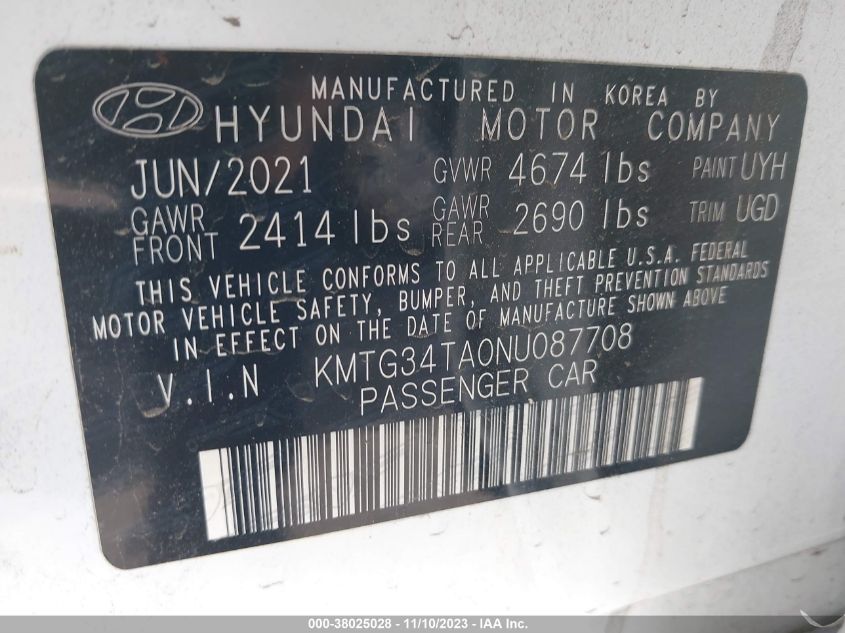 MANUFACTURED IN KOREA BY
HYUNDAI MOTOR COMPANY
JUN/2021 GVWR 4674 lbs PAINT UYH
GAWR FRONT 2414 lbs GAWR REAR 2690 lbs TRIM UGD
THIS VEHICLE CONFORMS TO ALL APPLICABLE U.S.A. FEDERAL
MOTOR VEHICLE SAFETY, BUMPER, AND THEFT PREVENTION STANDARDS
IN EFFECT ON THE DATE OF MANUFACTURE SHOWN ABOVE
V.I.N KMTG34TA0NU087708
PASSENGER CAR
000-38025028 - 11/10/2023 - IAA Inc.